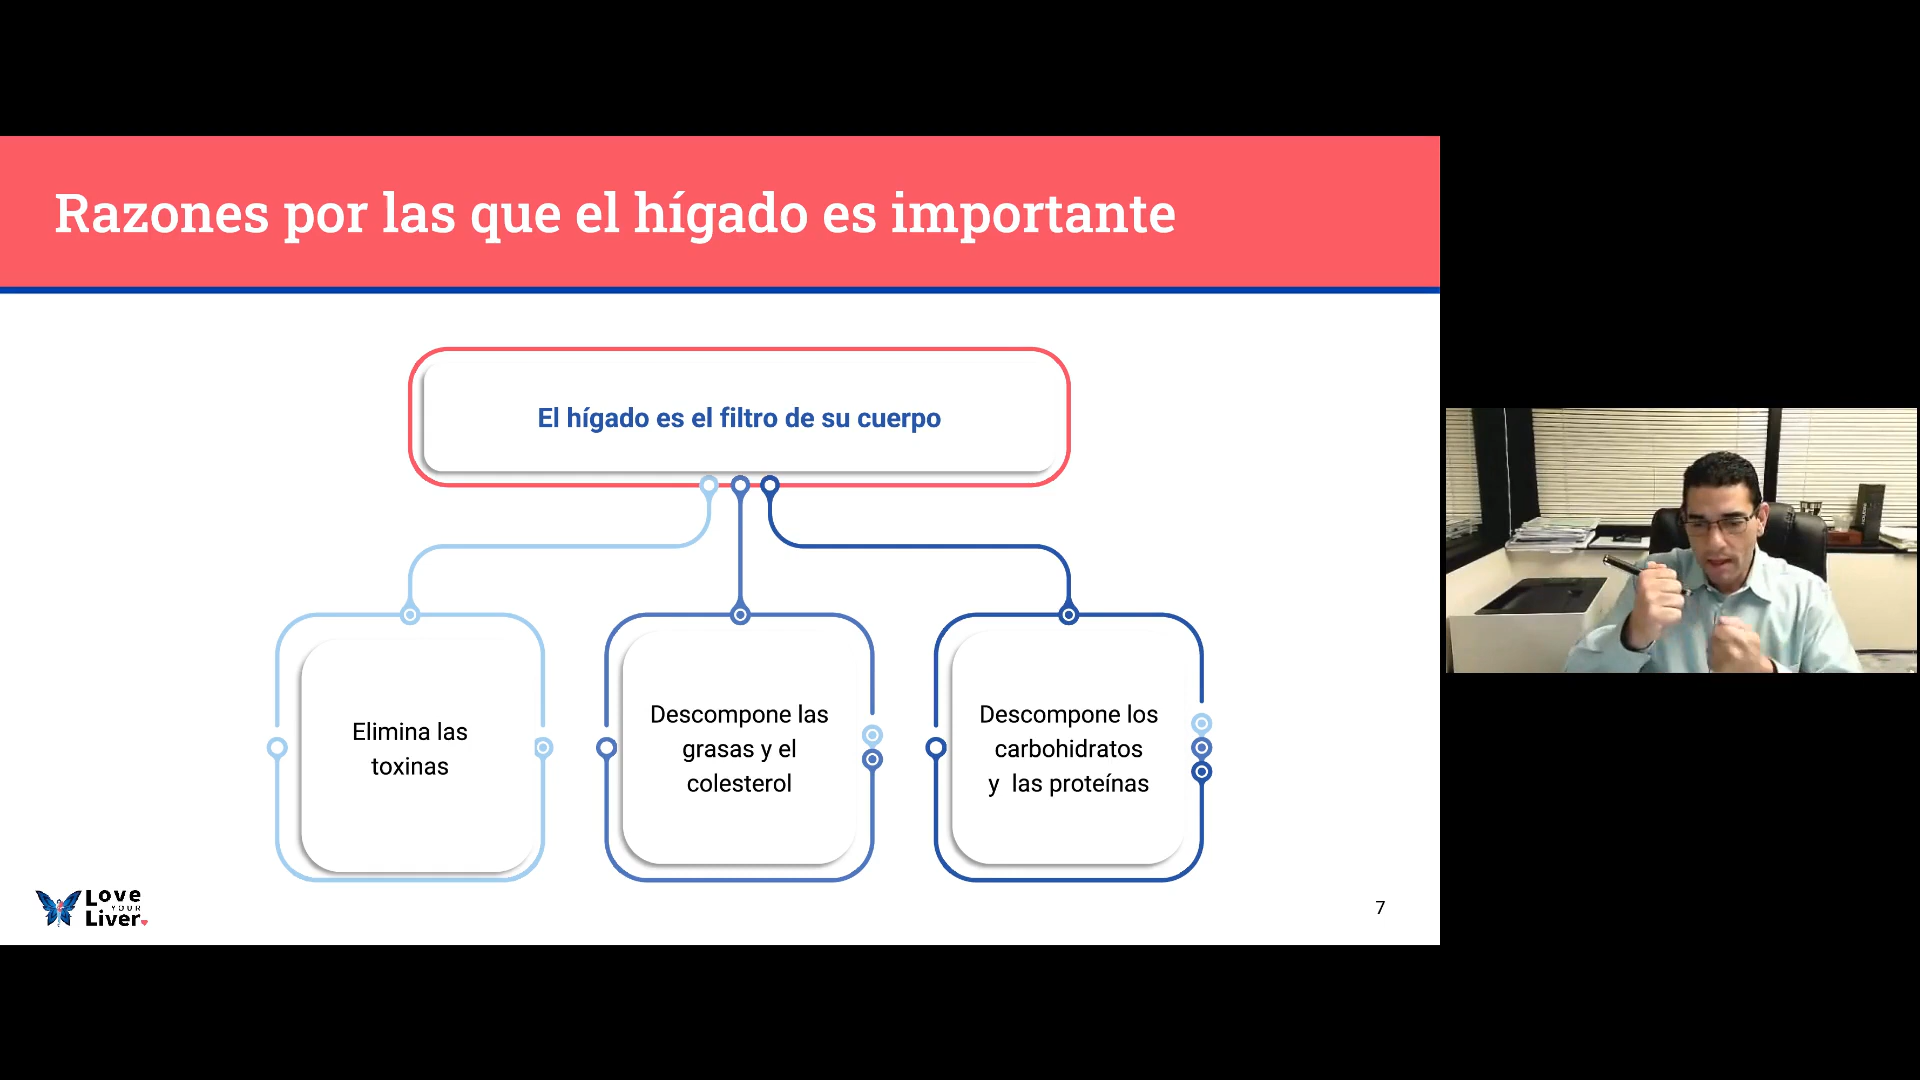 Razones por las que el hígado es importante
El hígado es el filtro de su cuerpo
Elimina las
toxinas
Descompone las
grasas y el
colesterol
Descompone los
carbohidratos
y  las proteínas
Love
YOUR
Liver
7